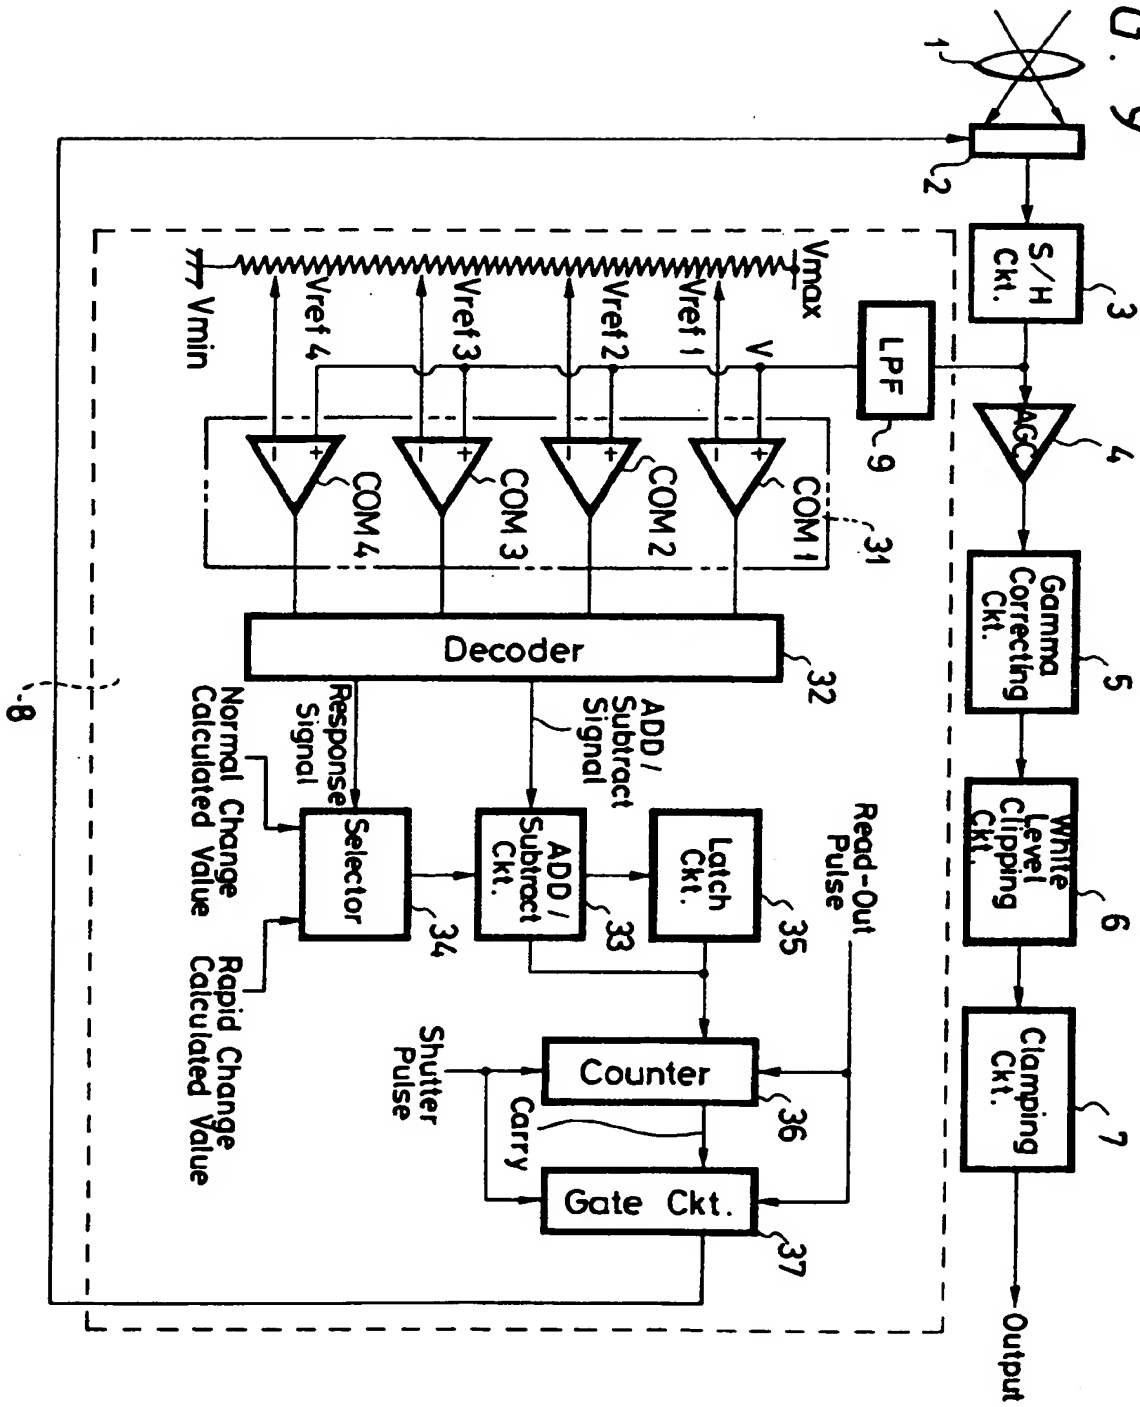 G. 9
1
2
S/H
Ckt.
3
AGC
4
Gamma
Correcting
Ckt.
5
White
Level
Clipping
Ckt.
6
Clamping
Ckt.
7
Output
LPF
9
Vmax
Vref 1
Vref 2
Vref 3
Vref 4
Vmin
V
+
-
COM 1
+
-
COM 2
+
-
COM 3
+
-
COM 4
31
Decoder
32
ADD /
Subtract
Signal
Response
Signal
Normal Change
Calculated Value
Rapid Change
Calculated Value
Selector
34
ADD /
Subtract
Ckt.
33
Latch
Ckt.
35
Read-Out
Pulse
Shutter
Pulse
Counter
36
Carry
Gate Ckt.
37
8